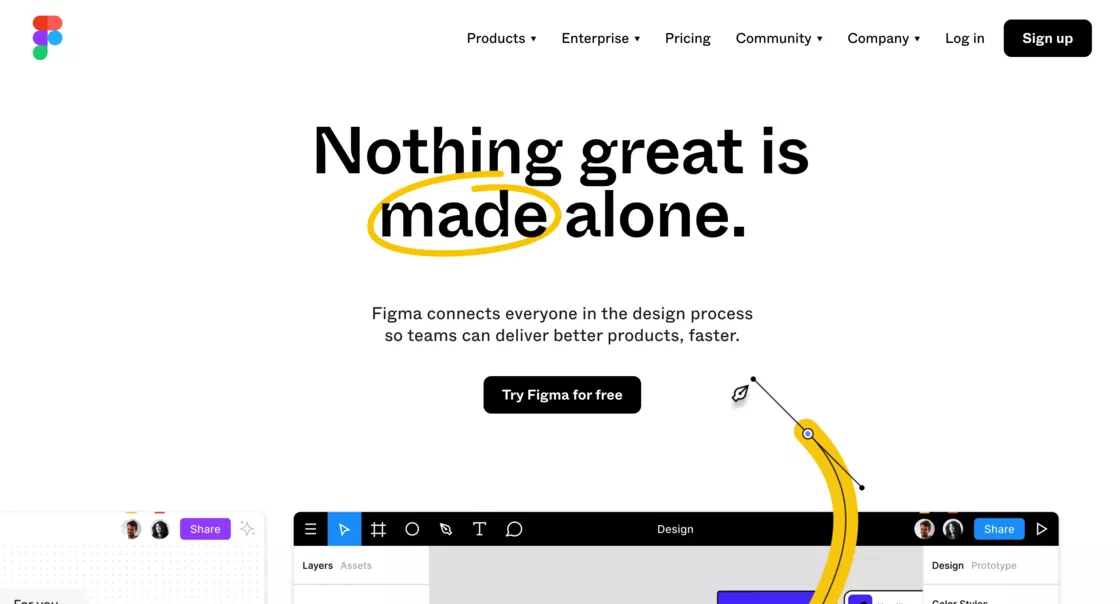 Products Enterprise Pricing Community Company Log in Sign up
Nothing great is
made alone.
Figma connects everyone in the design process
so teams can deliver better products, faster.
Try Figma for free
Share
For you
Design
Share
Layers Assets
Design Prototype
Color Styles